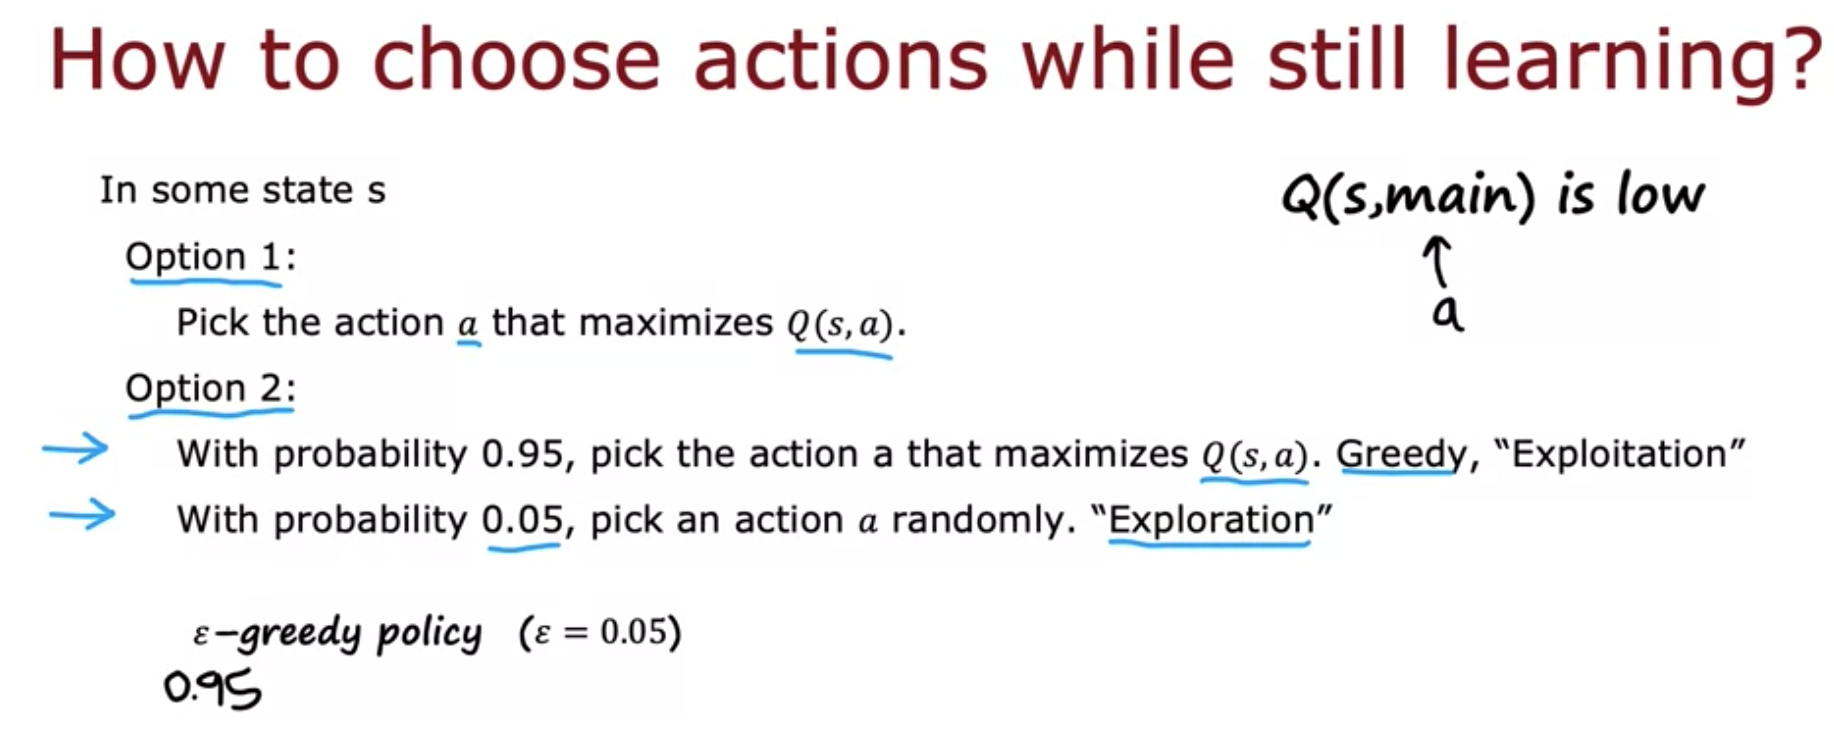 How to choose actions while still learning?
In some state s
Option 1:
Pick the action a that maximizes Q(s, a).
Option 2:
With probability 0.95, pick the action a that maximizes Q(s, a). Greedy, “Exploitation”
With probability 0.05, pick an action a randomly. “Exploration”
ε-greedy policy (ε = 0.05)
0.95
Q(s,main) is low
↑
a